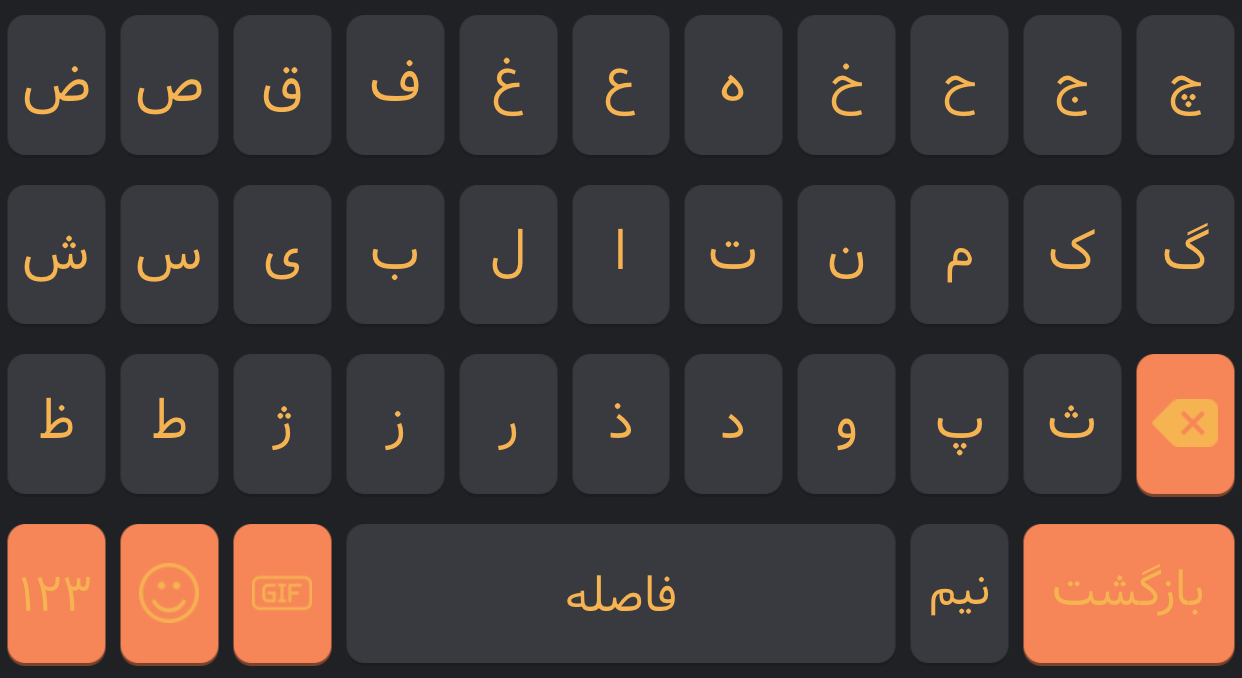 ض ص ق ف غ ع ه خ ح ج چ
ش س ی ب ل ا ت ن م ک گ
ظ ط ژ ز ر ذ د و پ ث
۱۲۳ GIF فاصله نیم بازگشت